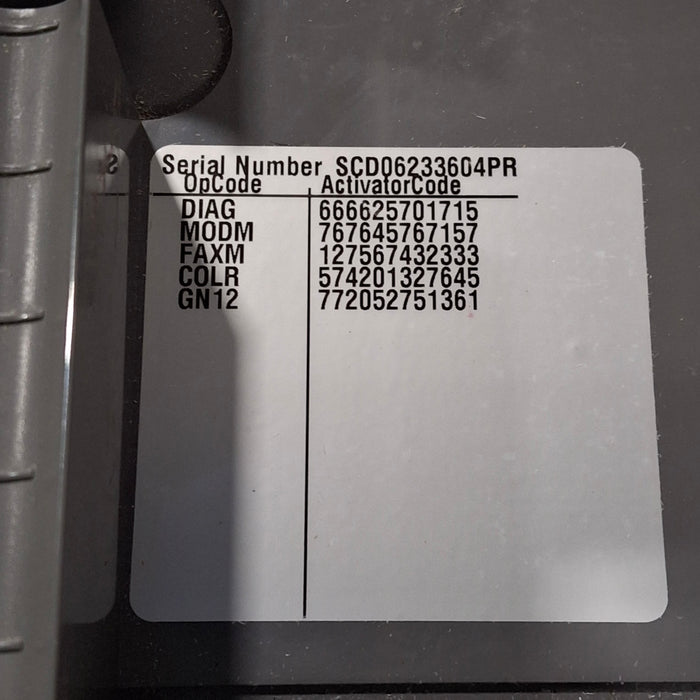 Serial Number SCD06233604PR
OpCode ActivatorCode
DIAG 666625701715
MODM 767645767157
FAXM 127567432333
COLR 574201327645
GN12 772052751361